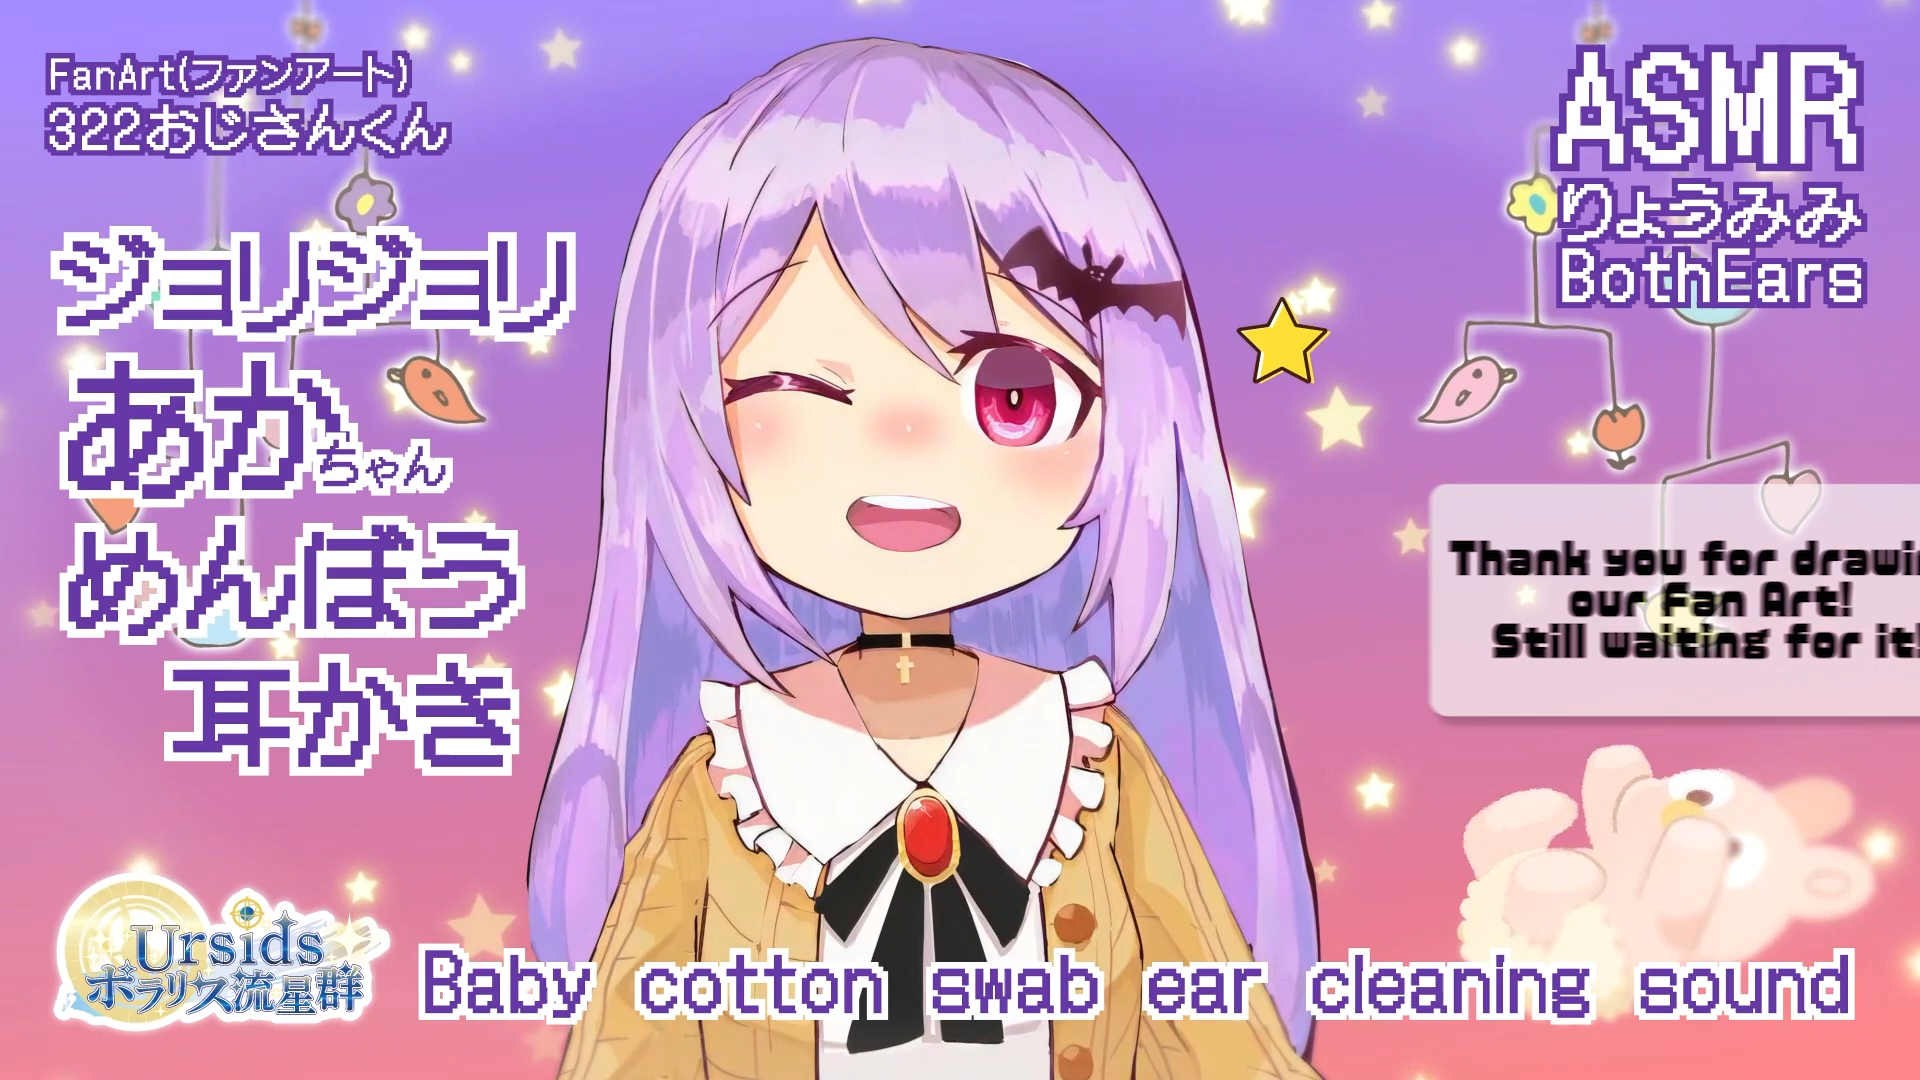 FanArt(ファンアート)
322おじさんくん
ジョリジョリ
あかちゃん
めんぼう
耳かき
ASMR
りょうみみ
BothEars
Thank you for drawin
our Fan Art!
Still waiting for it!
Ursids
ポラリス流星群
Baby cotton swab ear cleaning sound